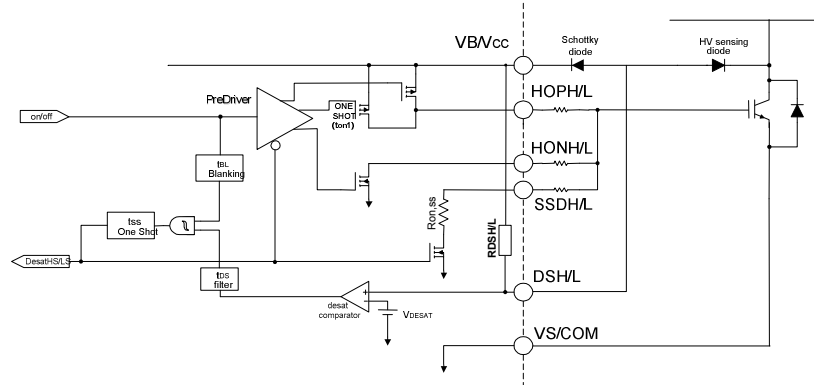 VB/VCC
Schottky
diode
HV sensing
diode
HOPH/L
PreDriver
ONE
SHOT
(ton1)
on/off
tBL
Blanking
HONH/L
SSDH/L
Ron,ss
RDSH/L
tss
One Shot
DesatHS/LS
tDS
filter
DSH/L
desat
comparator
VDESAT
VS/COM
+
-